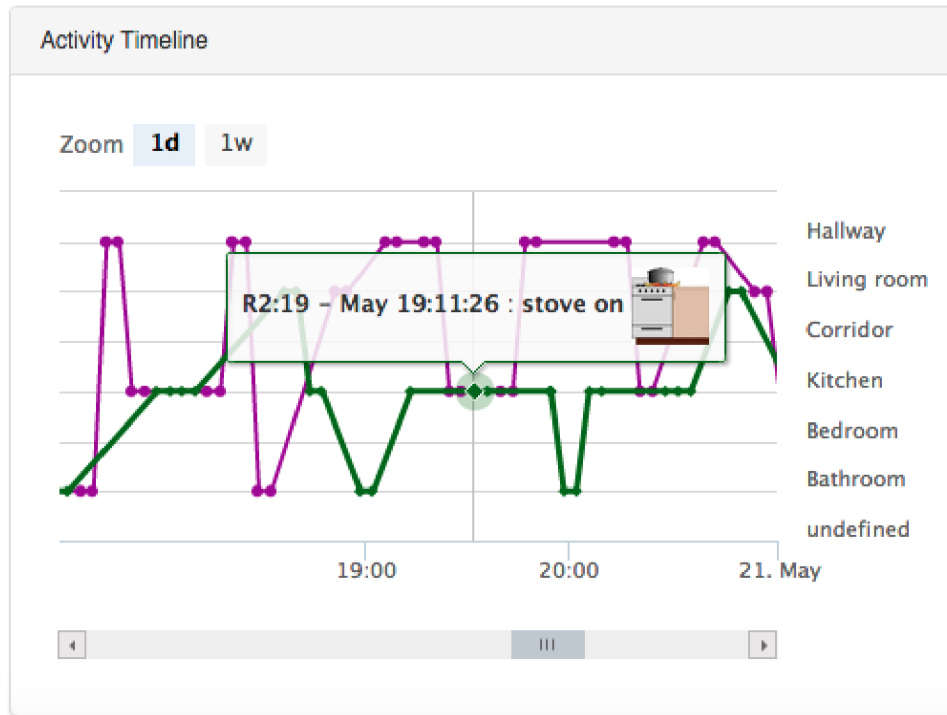 Activity Timeline
Zoom 1d 1w
Hallway
Living room
R2:19 – May 19:11:26 : stove on
Corridor
Kitchen
Bedroom
Bathroom
undefined
19:00 20:00 21. May